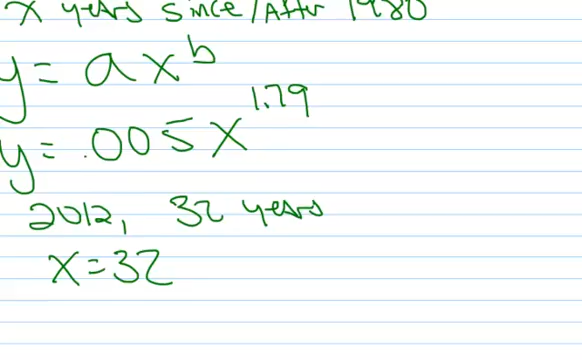 x years since/After 1980
y = ax^b
y = .005x^1.79
2012, 32 years
x=32